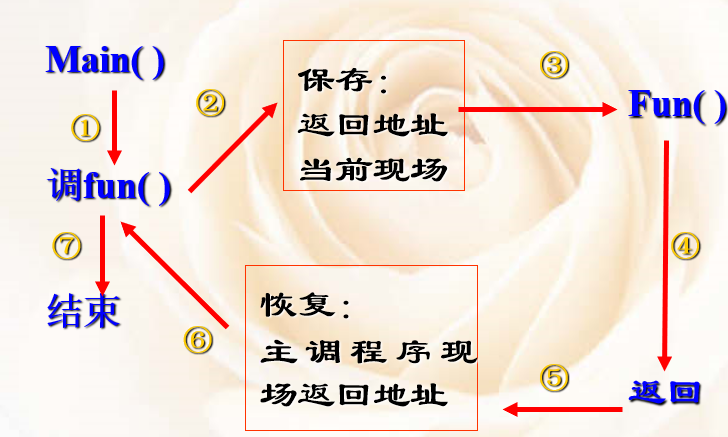 Main( )
①
调fun( )
②
保存：
返回地址
当前现场
③
Fun( )
④
返回
⑤
恢复：
主调程序现
场返回地址
⑥
⑦
结束